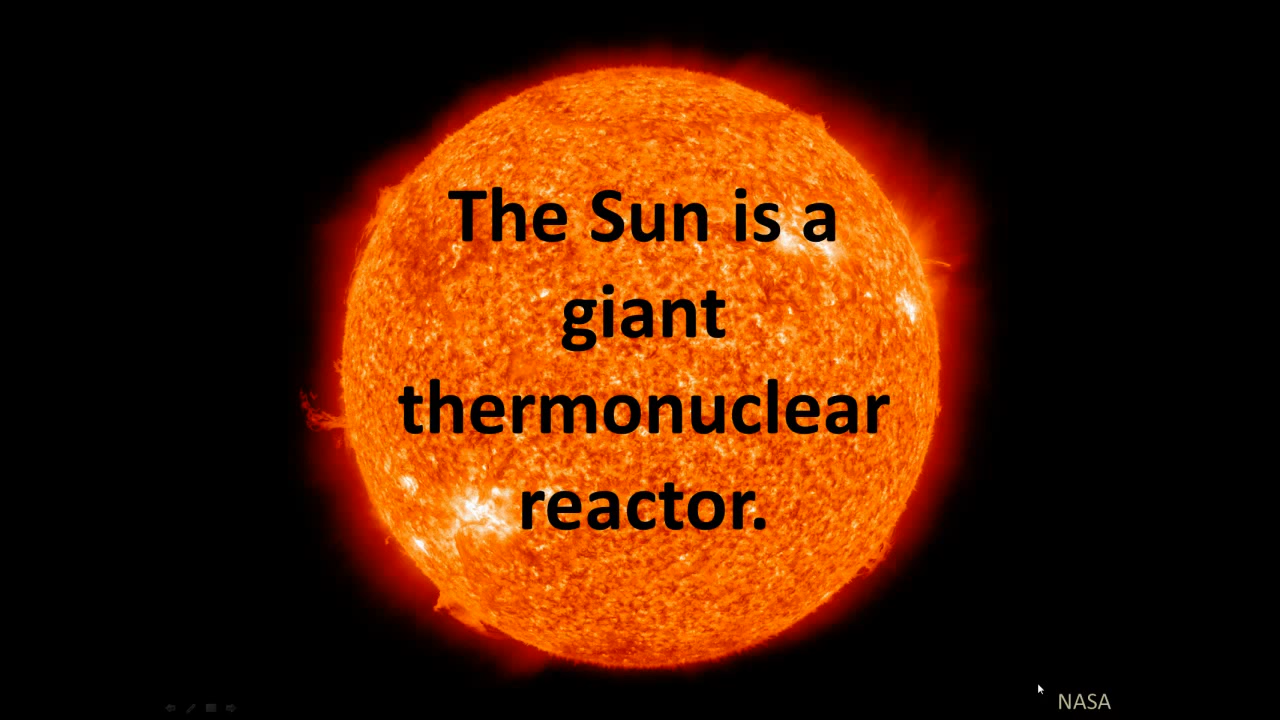 The Sun is a
giant
thermonuclear
reactor.
NASA